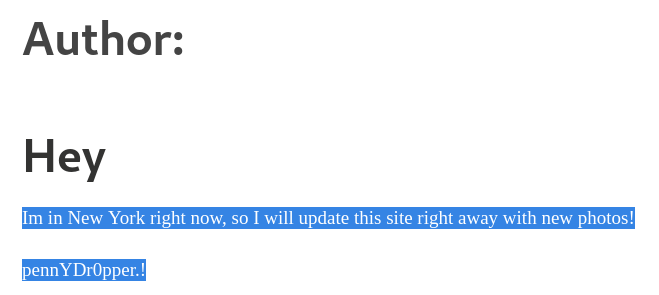 Author:
Hey
Im in New York right now, so I will update this site right away with new photos!
pennYDr0pper.!